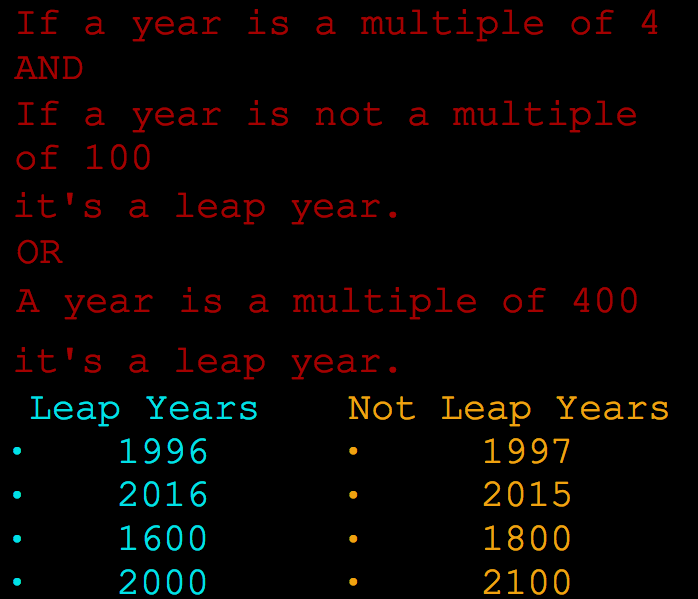 If a year is a multiple of 4
AND
If a year is not a multiple
of 100
it's a leap year.
OR
A year is a multiple of 400
it's a leap year.
Leap Years Not Leap Years
• 1996 • 1997
• 2016 • 2015
• 1600 • 1800
• 2000 • 2100